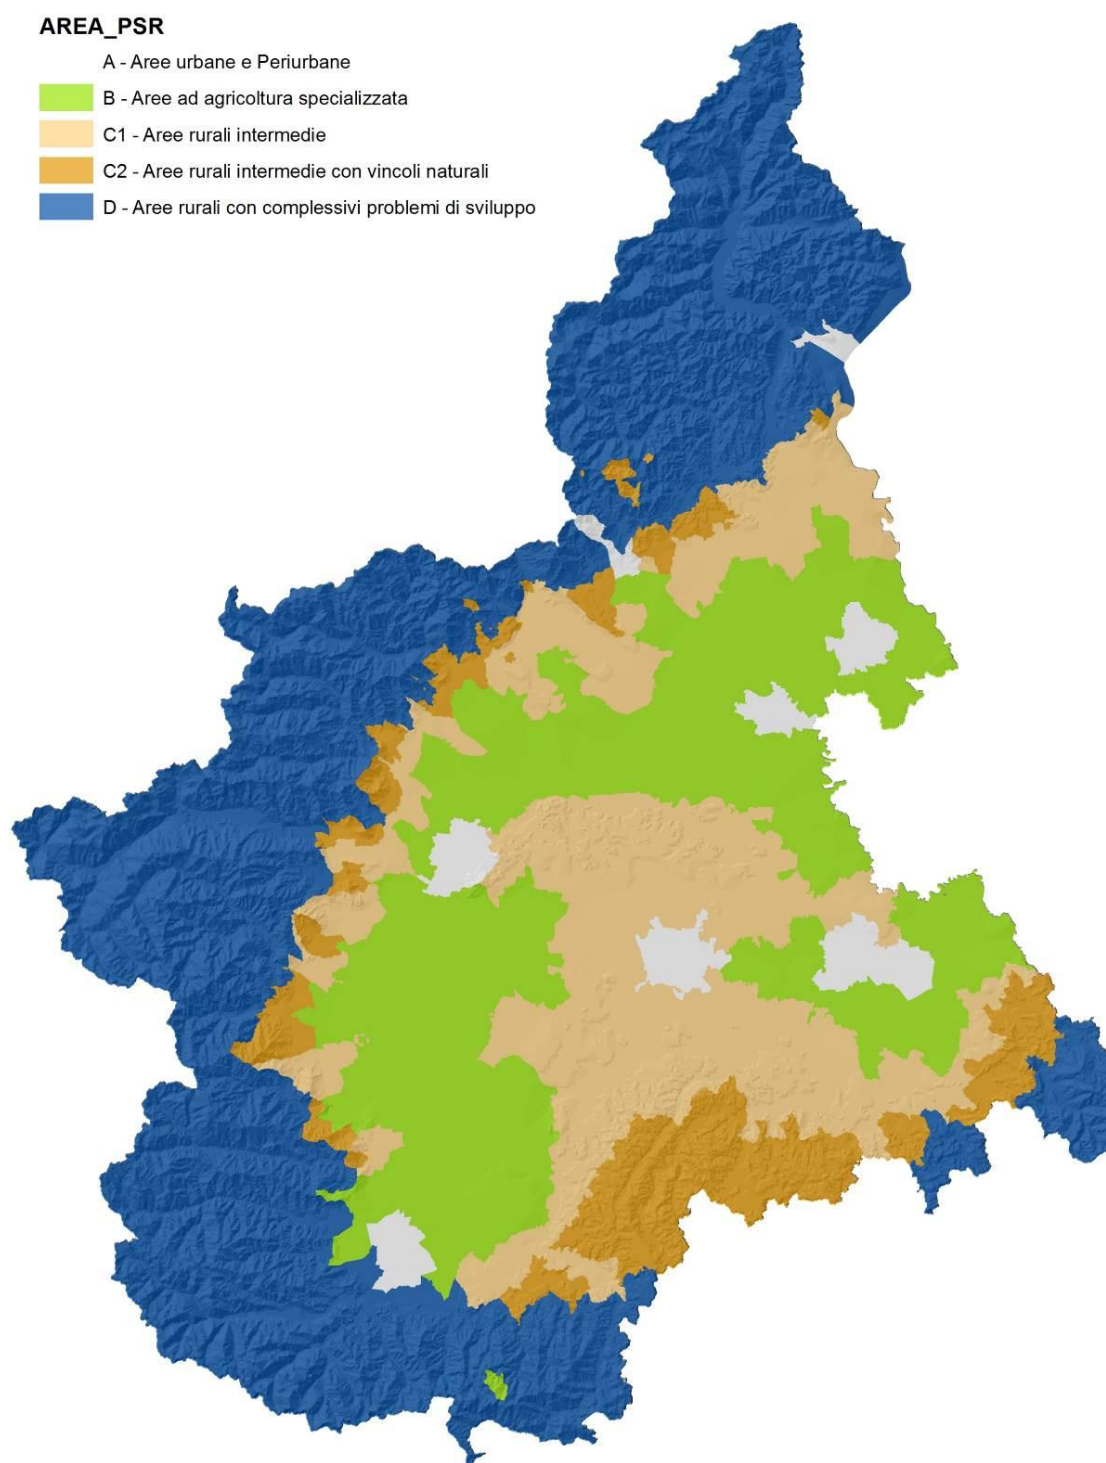 AREA_PSR
A - Aree urbane e Periurbane
B - Aree ad agricoltura specializzata
C1 - Aree rurali intermedie
C2 - Aree rurali intermedie con vincoli naturali
D - Aree rurali con complessivi problemi di sviluppo